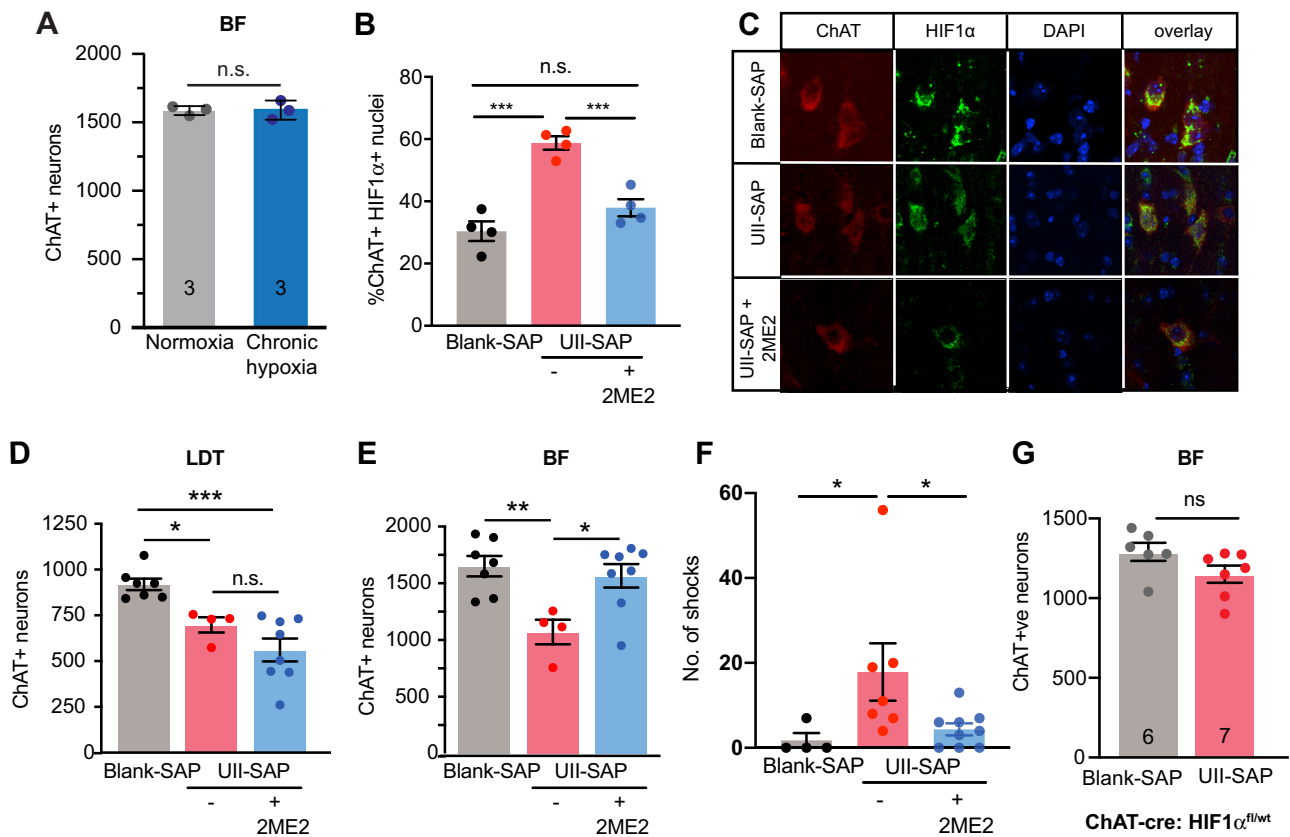 A
BF
n.s.
ChAT+ neurons
2000
1500
1000
500
0
3
3
Normoxia
Chronic
hypoxia
B
n.s.
***
***
%ChAT+ HIF1α+ nuclei
80
60
40
20
0
Blank-SAP
UII-SAP
-
+
2ME2
C
ChAT
HIF1α
DAPI
overlay
Blank-SAP
UII-SAP
UII-SAP +
2ME2
D
LDT
***
*
n.s.
ChAT+ neurons
1250
1000
750
500
250
0
Blank-SAP
UII-SAP
-
+
2ME2
E
BF
**
*
ChAT+ neurons
2000
1500
1000
500
0
Blank-SAP
UII-SAP
-
+
2ME2
F
*
*
No. of shocks
60
40
20
0
Blank-SAP
UII-SAP
-
+
2ME2
G
BF
ns
ChAT+ve neurons
1500
1000
500
0
6
7
Blank-SAP
UII-SAP
ChAT-cre: HIF1α^fl/wt